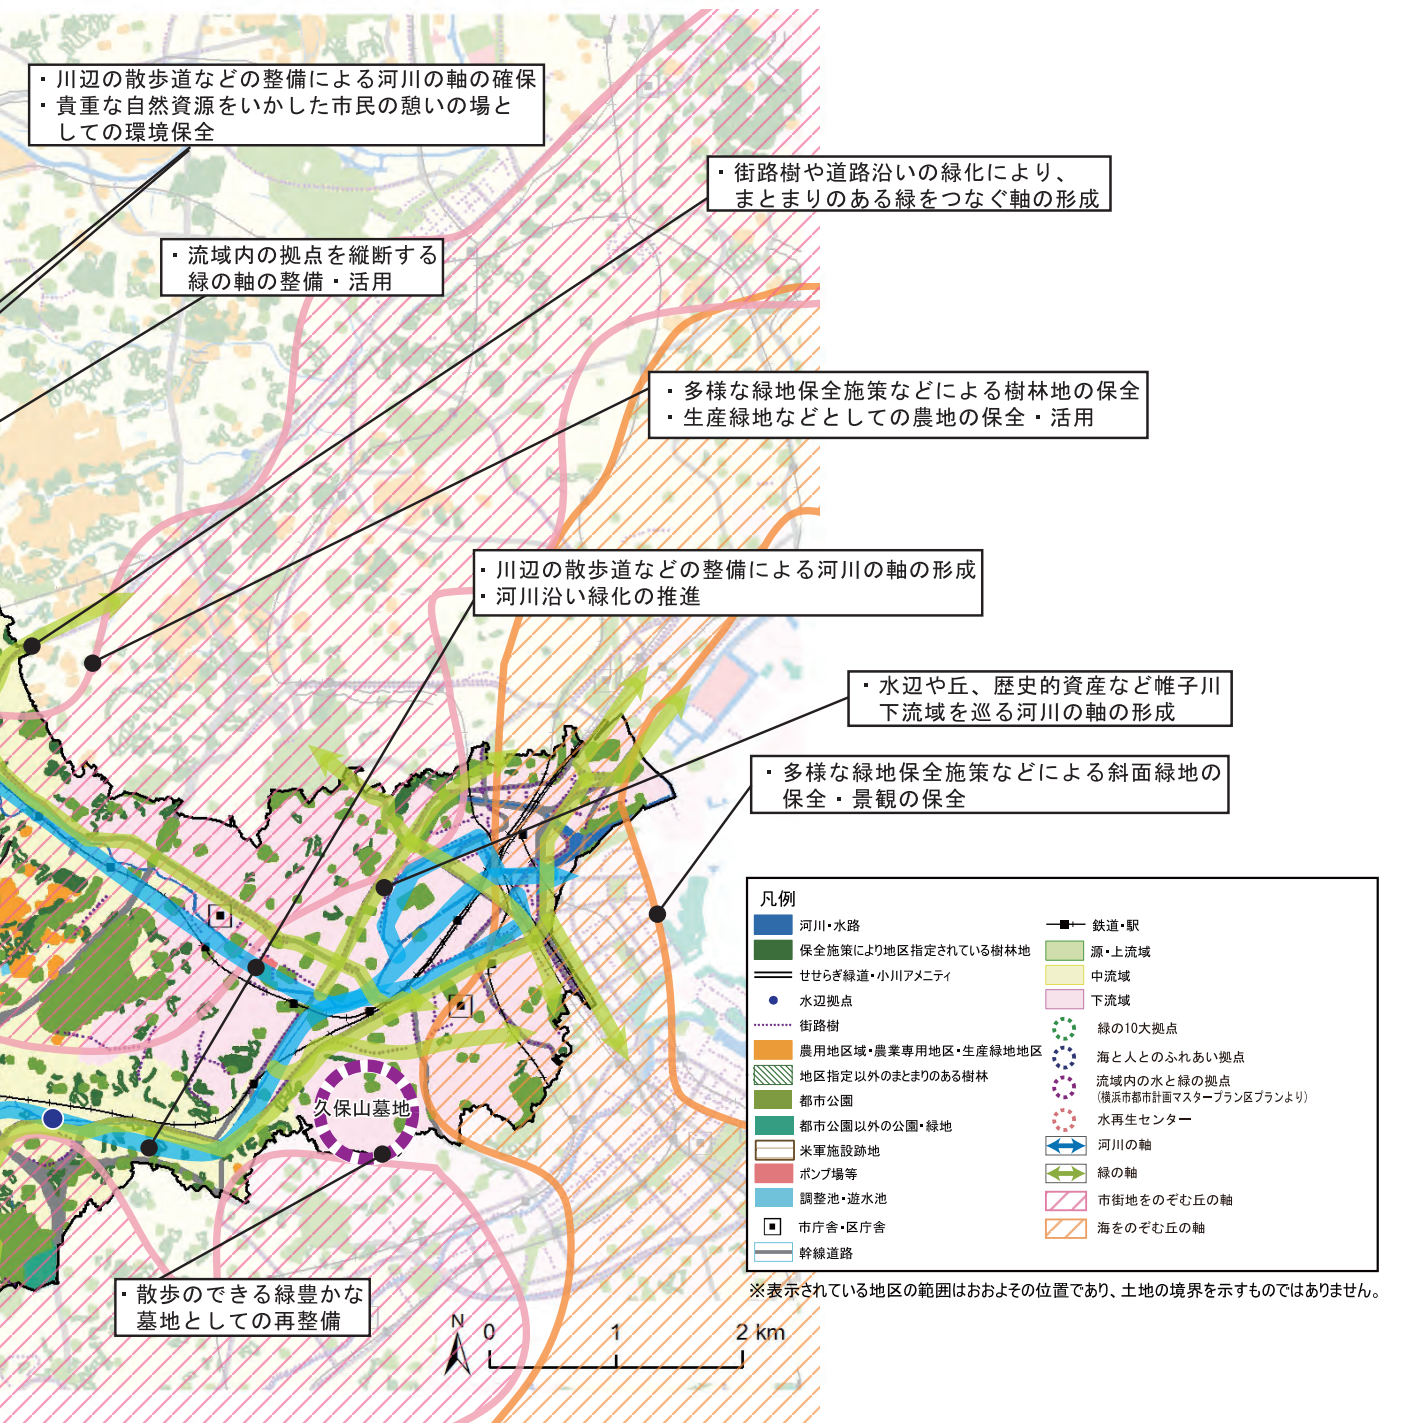 ・川辺の散歩道などの整備による河川の軸の確保
・貴重な自然資源をいかした市民の憩いの場と
しての環境保全
・街路樹や道路沿いの緑化により、
まとまりのある緑をつなぐ軸の形成
・流域内の拠点を縦断する
緑の軸の整備・活用
・多様な緑地保全施策などによる樹林地の保全
・生産緑地などとしての農地の保全・活用
・川辺の散歩道などの整備による河川の軸の形成
・河川沿い緑化の推進
・水辺や丘、歴史的資産など帷子川
下流域を巡る河川の軸の形成
・多様な緑地保全施策などによる斜面緑地の
保全・景観の保全
久保山墓地
・散歩のできる緑豊かな
墓地としての再整備
N
0 1 2 km
凡例
河川・水路
保全施策により地区指定されている樹林地
せせらぎ緑道・小川アメニティ
水辺拠点
街路樹
農用地区域・農業専用地区・生産緑地地区
地区指定以外のまとまりのある樹林
都市公園
都市公園以外の公園・緑地
米軍施設跡地
ポンプ場等
調整池・遊水池
市庁舎・区庁舎
幹線道路
鉄道・駅
源・上流域
中流域
下流域
緑の10大拠点
海と人とのふれあい拠点
流域内の水と緑の拠点
(横浜市都市計画マスタープラン区プランより)
水再生センター
河川の軸
緑の軸
市街地をのぞむ丘の軸
海をのぞむ丘の軸
※表示されている地区の範囲はおおよその位置であり、土地の境界を示すものではありません。